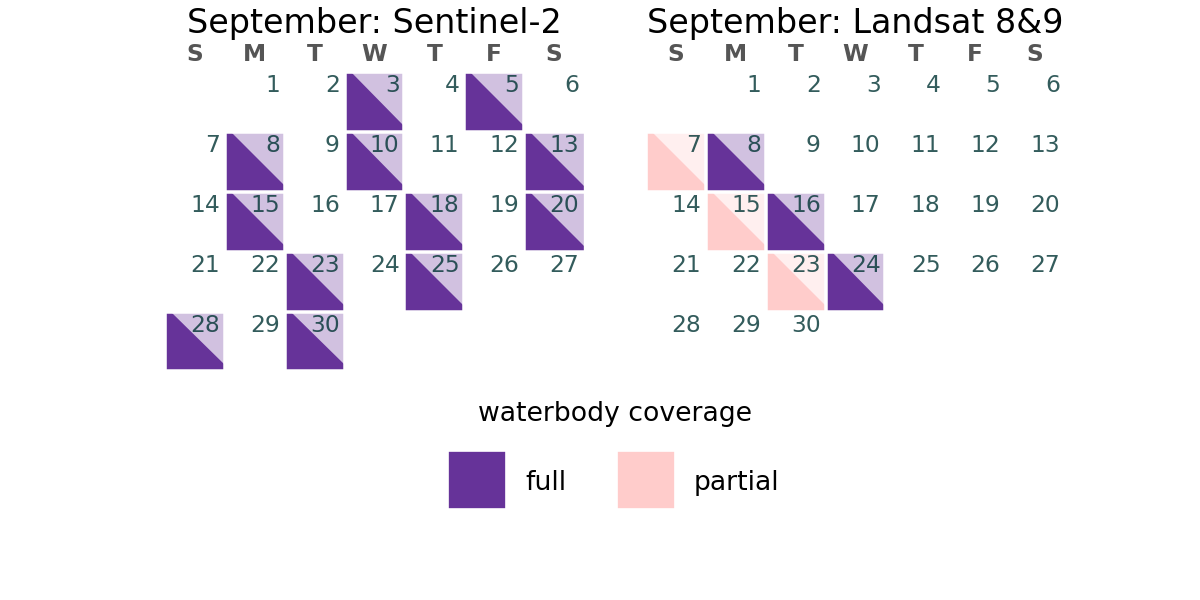 September: Sentinel-2
S M T W T F S
1 2 3 4 5 6
7 8 9 10 11 12 13
14 15 16 17 18 19 20
21 22 23 24 25 26 27
28 29 30
September: Landsat 8&9
S M T W T F S
1 2 3 4 5 6
7 8 9 10 11 12 13
14 15 16 17 18 19 20
21 22 23 24 25 26 27
28 29 30
waterbody coverage
full partial